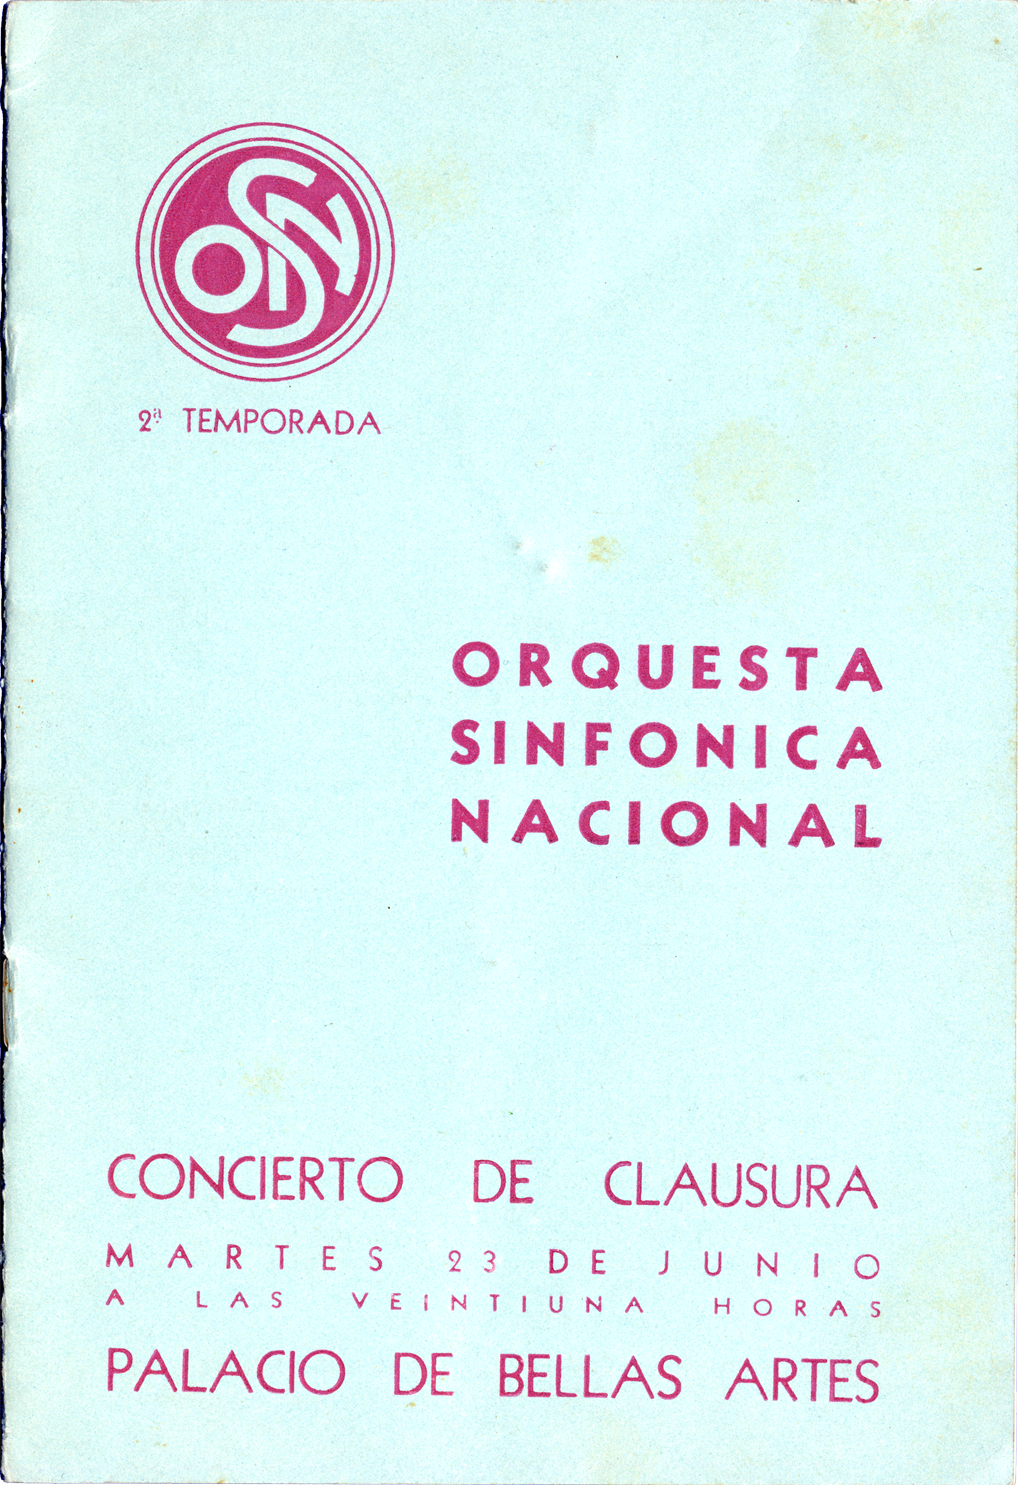 OSN
2ª TEMPORADA
ORQUESTA
SINFONICA
NACIONAL
CONCIERTO DE CLAUSURA
MARTES 23 DE JUNIO
A LAS VEINTIUNA HORAS
PALACIO DE BELLAS ARTES